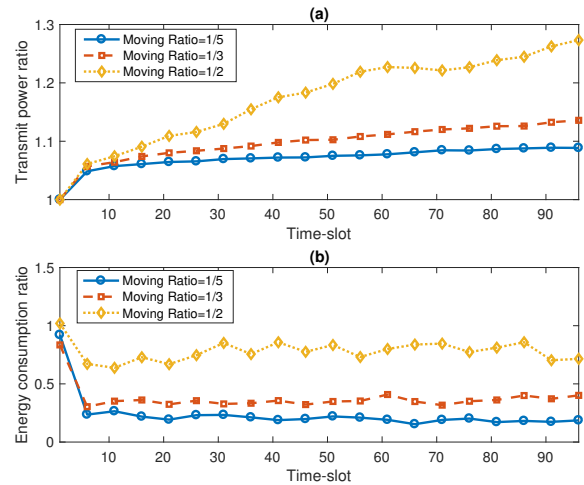 (a)
Transmit power ratio
1.3
1.2
1.1
1
Moving Ratio=1/5
Moving Ratio=1/3
Moving Ratio=1/2
10 20 30 40 50 60 70 80 90
Time-slot
(b)
Energy consumption ratio
1.5
1
0.5
0
Moving Ratio=1/5
Moving Ratio=1/3
Moving Ratio=1/2
10 20 30 40 50 60 70 80 90
Time-slot